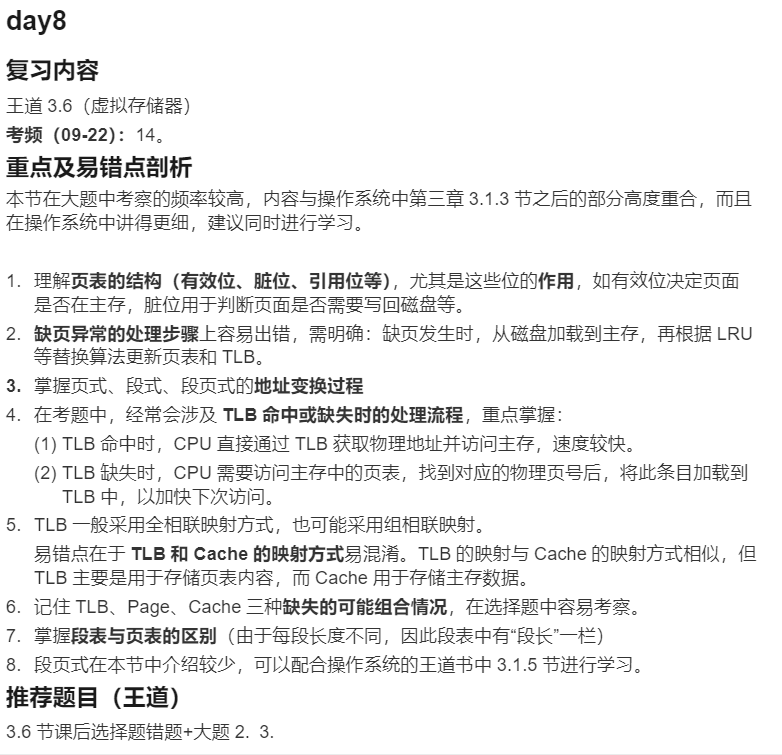 day8
复习内容
王道 3.6（虚拟存储器）
考频（09-22）：14。
重点及易错点剖析
本节在大题中考察的频率较高，内容与操作系统中第三章 3.1.3 节之后的部分高度重合，而且
在操作系统中讲得更细，建议同时进行学习。
1. 理解页表的结构（有效位、脏位、引用位等），尤其是这些位的作用，如有效位决定页面
是否在主存，脏位用于判断页面是否需要写回磁盘等。
2. 缺页异常的处理步骤上容易出错，需明确：缺页发生时，从磁盘加载到主存，再根据 LRU
等替换算法更新页表和 TLB。
3. 掌握页式、段式、段页式的地址变换过程
4. 在考题中，经常会涉及 TLB 命中或缺失时的处理流程，重点掌握：
(1) TLB 命中时，CPU 直接通过 TLB 获取物理地址并访问主存，速度较快。
(2) TLB 缺失时，CPU 需要访问主存中的页表，找到对应的物理页号后，将此条目加载到
TLB 中，以加快下次访问。
5. TLB 一般采用全相联映射方式，也可能采用组相联映射。
易错点在于 TLB 和 Cache 的映射方式易混淆。TLB 的映射与 Cache 的映射方式相似，但
TLB 主要是用于存储页表内容，而 Cache 用于存储主存数据。
6. 记住 TLB、Page、Cache 三种缺失的可能组合情况，在选择题中容易考察。
7. 掌握段表与页表的区别（由于每段长度不同，因此段表中有“段长”一栏）
8. 段页式在本节中介绍较少，可以配合操作系统的王道书中 3.1.5 节进行学习。
推荐题目（王道）
3.6 节课后选择题错题+大题 2. 3.